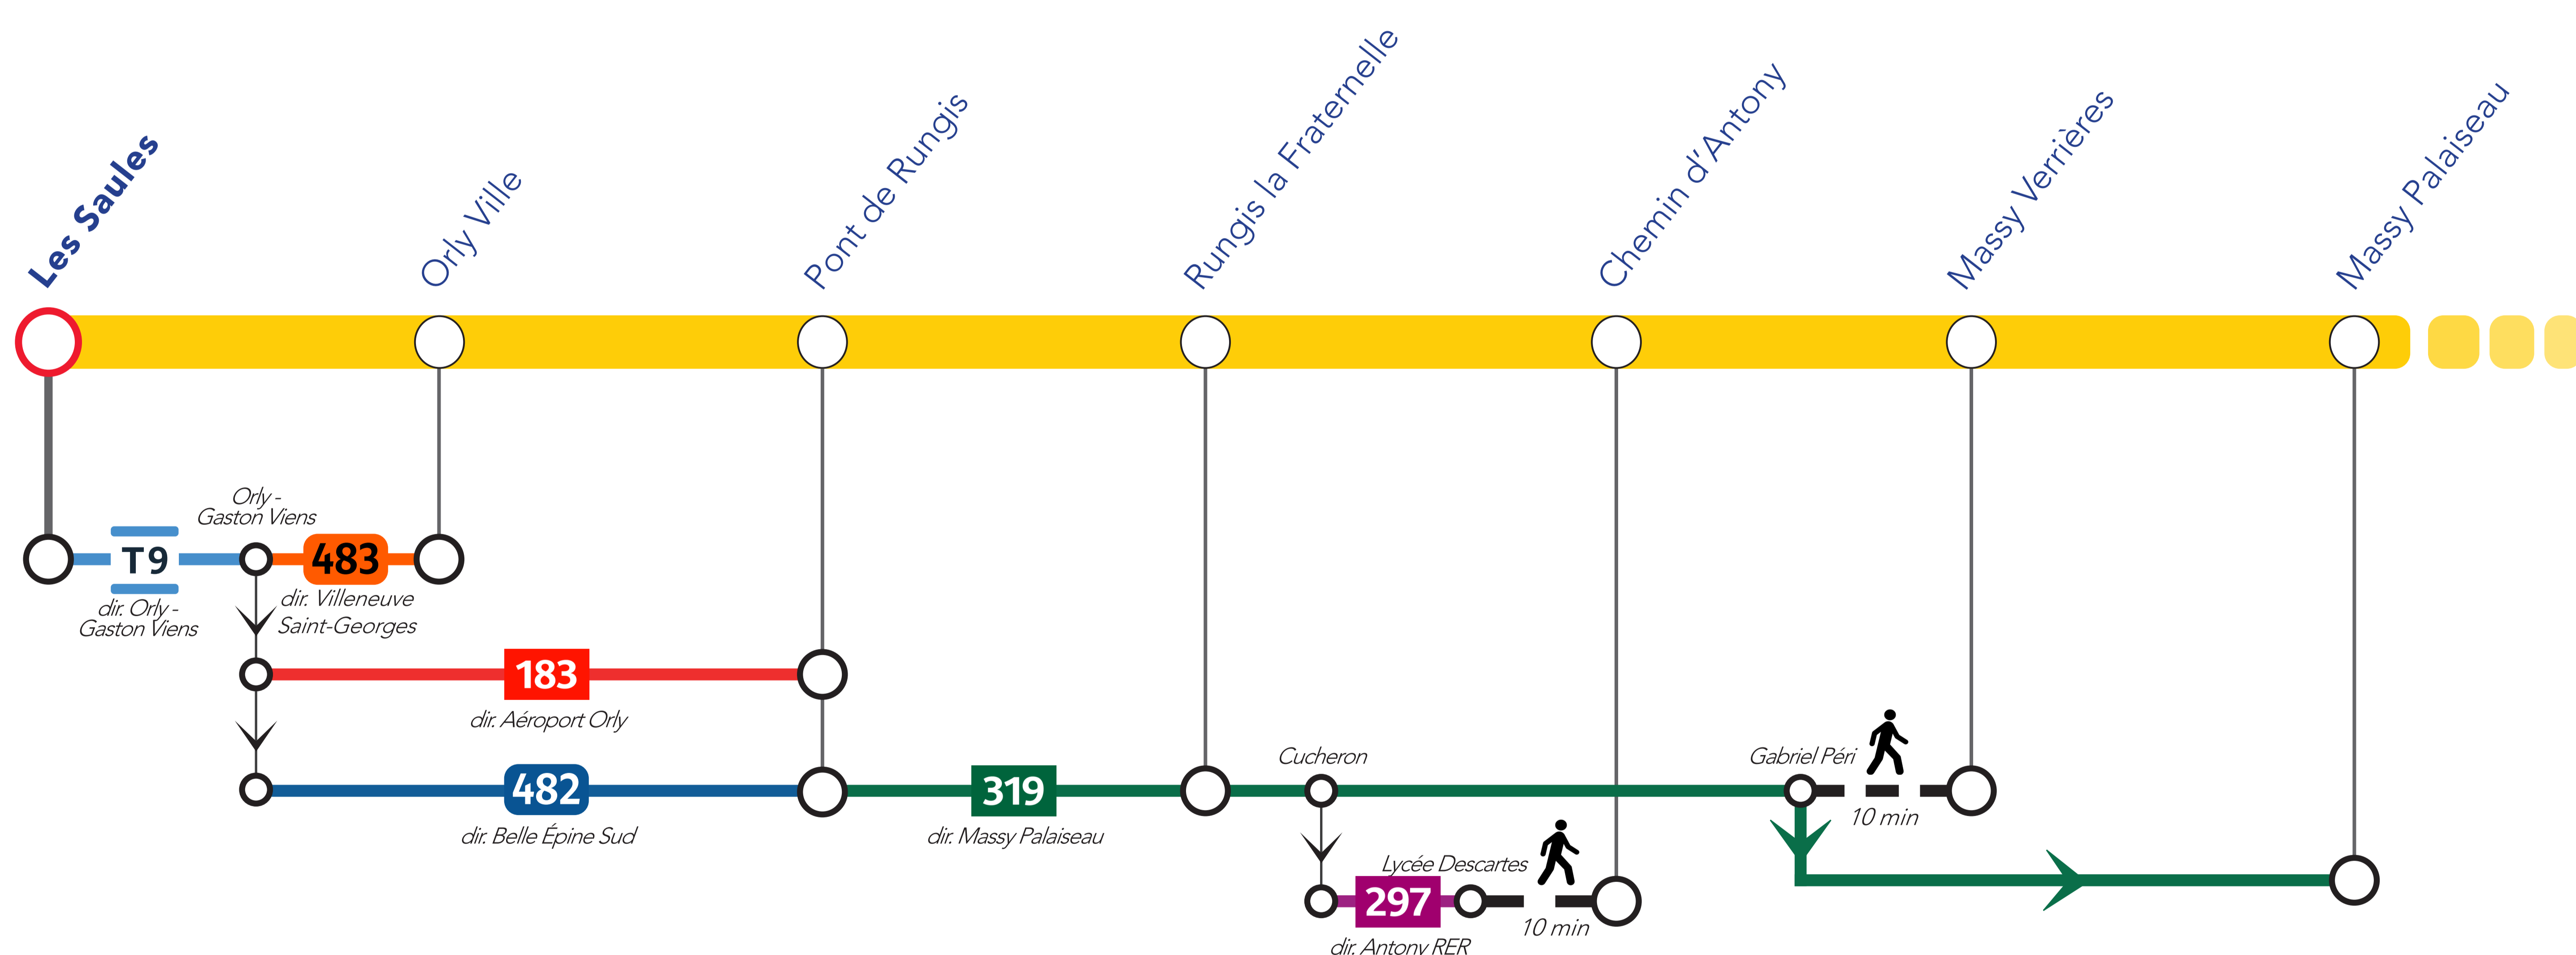 Les Saules
Orly Ville
Pont de Rungis
Rungis la Fraternelle
Chemin d'Antony
Massy Verrières
Massy Palaiseau
Orly -
Gaston Viens
T9
483
dir. Orly -
Gaston Viens
dir. Villeneuve
Saint-Georges
183
dir. Aéroport Orly
482
dir. Belle Épine Sud
319
dir. Massy Palaiseau
Cucheron
Gabriel Péri
10 min
Lycée Descartes
297
10 min
dir. Antony RER